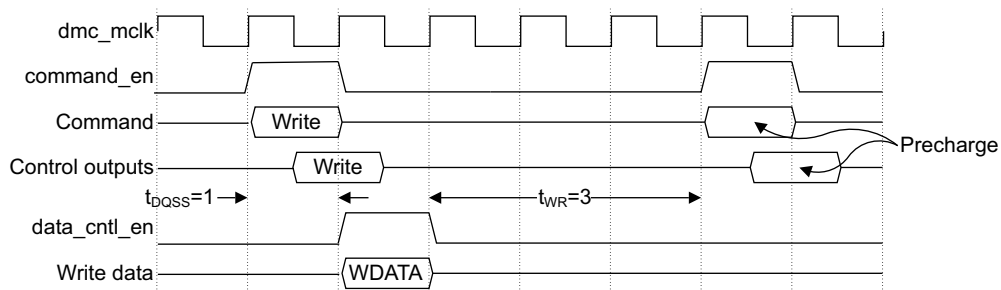 dmc_mclk
command_en
Command Write
Precharge
Control outputs Write
tDQSS=1 tWR=3
data_cntl_en
Write data WDATA